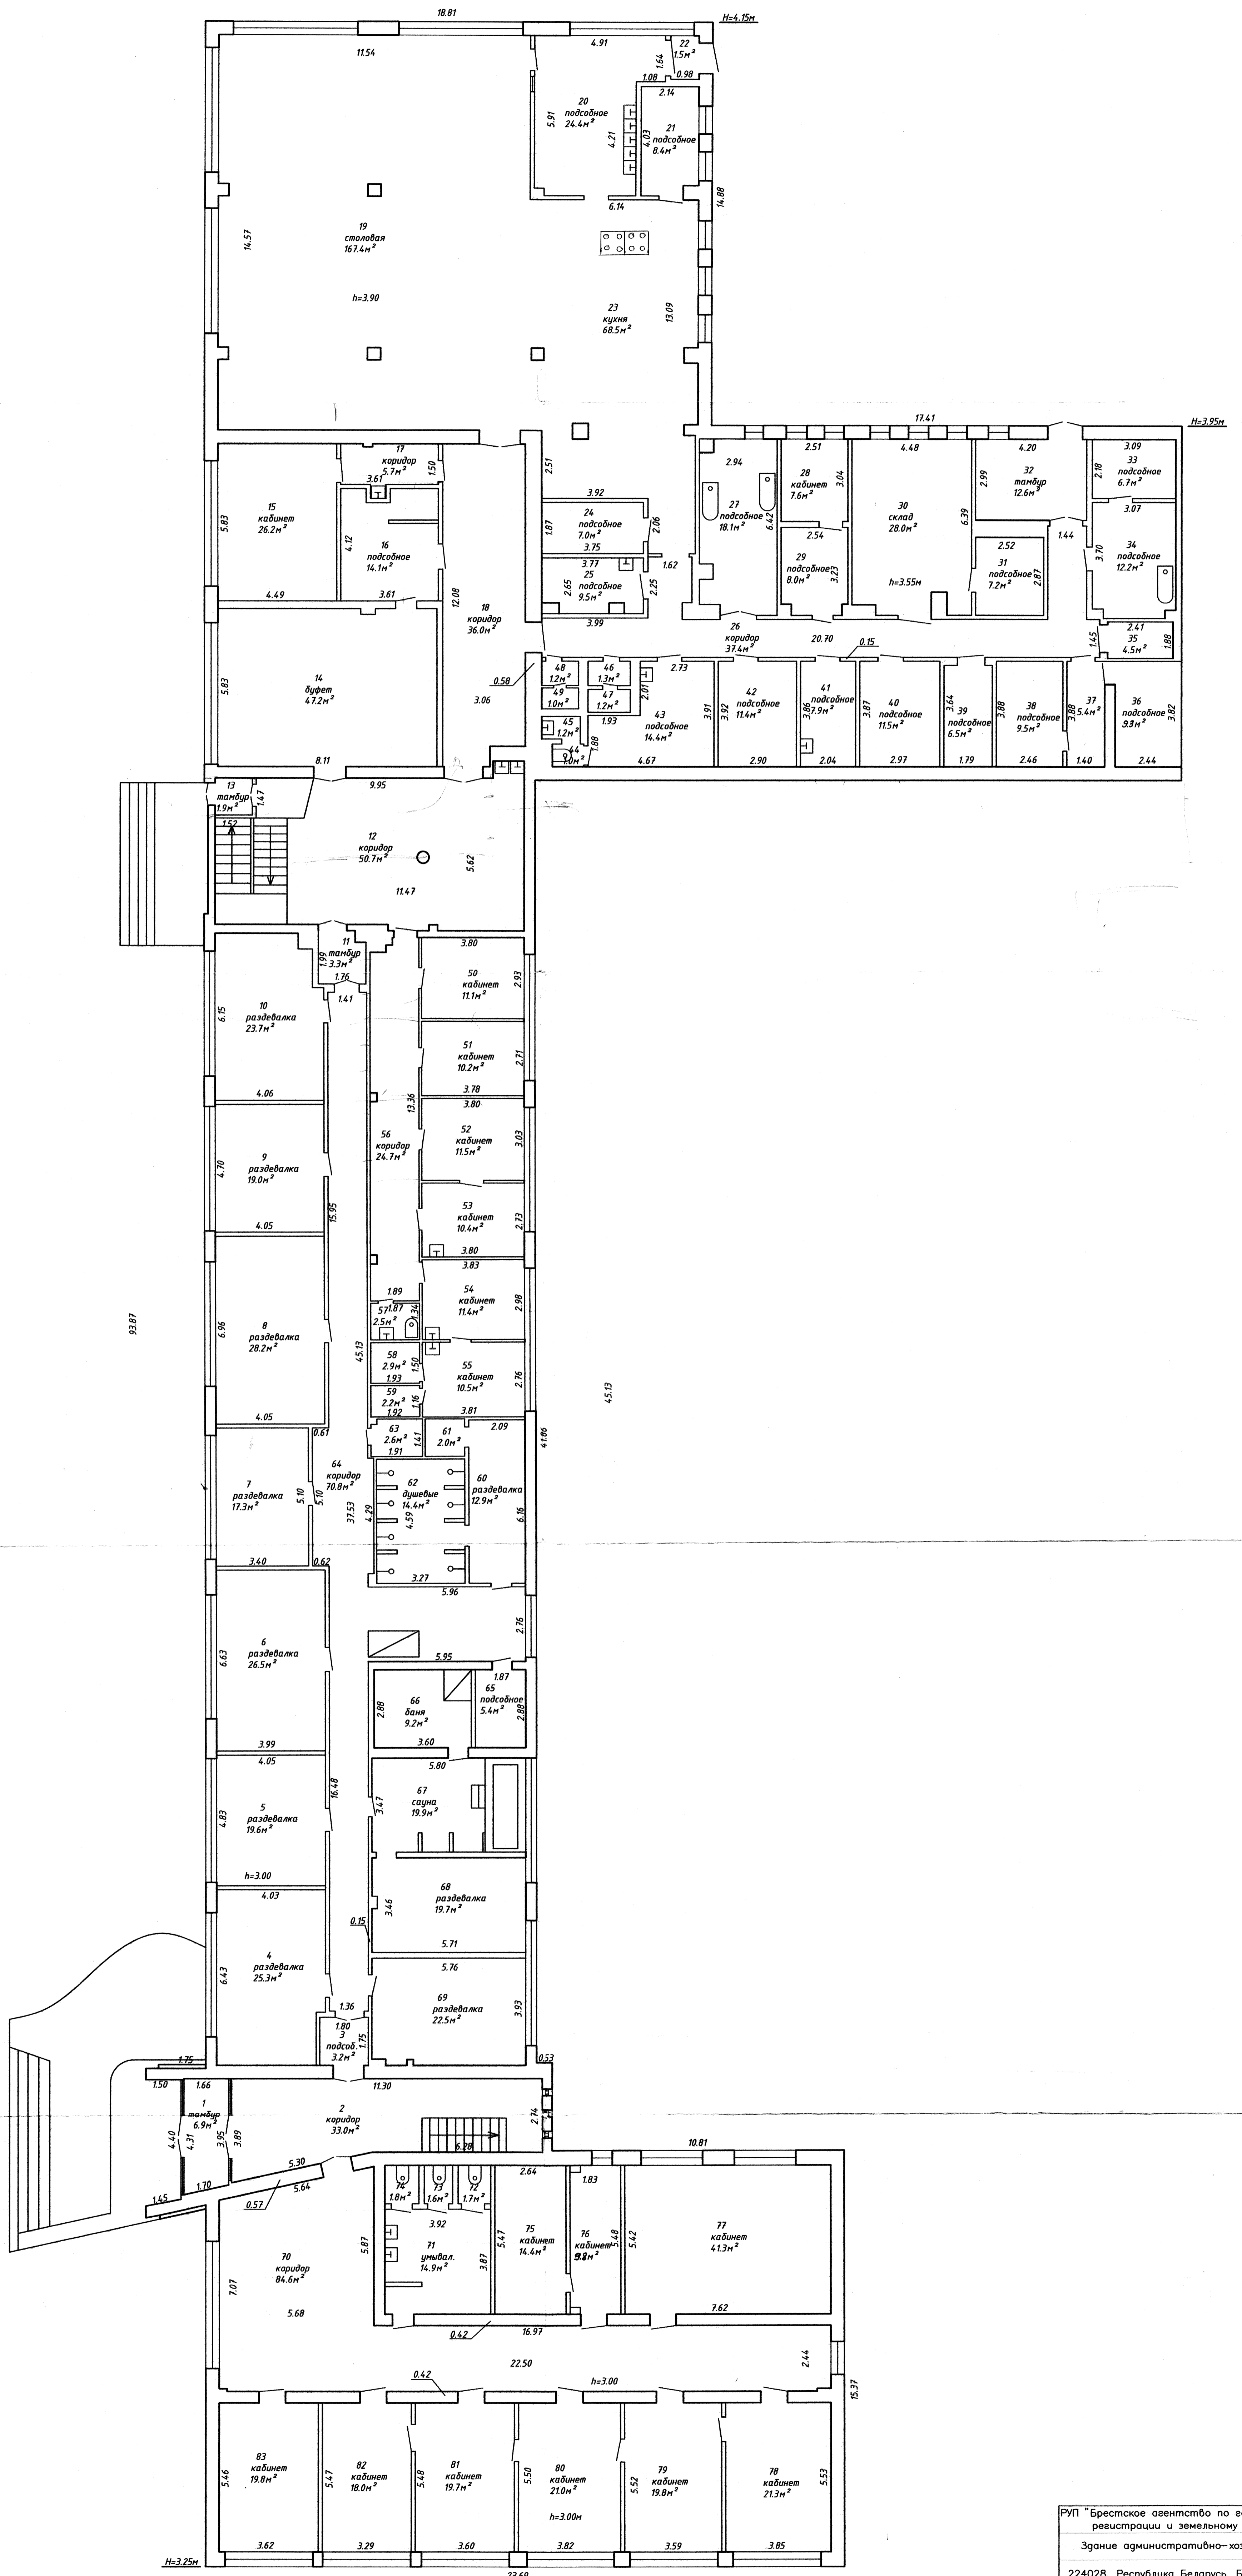 18.81
H=4.15м
11.54
4.91
22
1.5м²
1.64
1.08
0.98
2.14
20
подсобное
24.4м²
5.91
4.21
4.03
21
подсобное
8.4м²
6.14
14.88
19
столовая
167.4м²
14.57
h=3.90
23
кухня
68.5м²
13.09
17.41
H=3.95м
17
коридор
5.7м²
3.61
1.50
15
кабинет
26.2м²
5.83
4.49
16
подсобное
14.1м²
4.12
3.61
12.08
18
коридор
36.0м²
3.06
2.51
3.92
24
подсобное
7.0м²
1.87
2.06
3.75
3.77
25
подсобное
9.5м²
2.65
2.25
3.99
1.62
2.94
27
подсобное
18.1м²
6.42
2.51
28
кабинет
7.6м²
3.04
2.54
29
подсобное
8.0м²
3.23
4.48
30
склад
28.0м²
6.39
h=3.55м
4.20
2.99
32
тамбур
12.6м²
2.52
31
подсобное
7.2м²
2.87
1.44
3.09
2.18
33
подсобное
6.7м²
3.07
3.70
34
подсобное
12.2м²
2.41
35
4.5м²
1.88
1.45
26
коридор
37.4м²
20.70
0.15
14
буфет
47.2м²
5.83
8.11
0.58
48
1.2м²
49
1.0м²
46
1.3м²
47
1.2м²
45
1.2м²
44
1.0м²
1.93
1.88
2.01
2.73
43
подсобное
14.4м²
3.91
4.67
42
подсобное
11.4м²
3.92
2.90
41
подсобное
7.9м²
3.86
2.04
40
подсобное
11.5м²
3.87
2.97
39
подсобное
6.5м²
3.64
1.79
38
подсобное
9.5м²
3.88
2.46
37
5.4м²
3.88
1.40
36
подсобное
9.3м²
3.82
2.44
13
тамбур
1.9м²
1.47
1.52
9.95
12
коридор
50.7м²
5.62
11.47
11
тамбур
3.3м²
1.99
1.76
1.41
10
раздевалка
23.7м²
6.15
4.06
9
раздевалка
19.0м²
4.70
4.05
8
раздевалка
28.2м²
6.96
4.05
93.87
15.95
45.13
3.80
50
кабинет
11.1м²
2.93
51
кабинет
10.2м²
2.71
3.78
3.80
52
кабинет
11.5м²
3.03
13.36
56
коридор
24.7м²
1.89
53
кабинет
10.4м²
2.73
3.80
3.83
54
кабинет
11.4м²
2.98
57
1.87
2.5м²
1.34
58
2.9м²
1.50
1.93
59
2.2м²
1.16
1.92
55
кабинет
10.5м²
2.76
3.81
45.13
41.86
0.61
7
раздевалка
17.3м²
5.10
5.10
3.40
0.62
64
коридор
70.8м²
37.53
63
2.6м²
1.41
1.91
61
2.0м²
2.09
60
раздевалка
12.9м²
6.16
62
душевые
14.4м²
4.59
4.29
3.27
5.96
2.76
5.95
6
раздевалка
26.5м²
6.63
3.99
1.87
65
подсобное
5.4м²
2.88
66
баня
9.2м²
2.88
3.60
5.80
67
сауна
19.9м²
3.47
16.48
4.05
5
раздевалка
19.6м²
4.83
h=3.00
68
раздевалка
19.7м²
3.46
5.71
0.15
4.03
4
раздевалка
25.3м²
6.43
5.76
69
раздевалка
22.5м²
3.93
1.36
1.80
3
подсоб.
3.2м²
1.75
0.53
1.75
1.50
1.66
1
тамбур
6.9м²
4.40
4.31
3.95
3.89
1.70
1.45
11.30
2
коридор
33.0м²
2.74
6.28
5.30
5.64
0.57
10.81
74
1.8м²
73
1.6м²
72
1.7м²
3.92
71
умывал.
14.9м²
3.87
2.64
75
кабинет
14.4м²
5.47
1.83
76
кабинет
5.48
77
кабинет
41.3м²
5.42
7.62
70
коридор
84.6м²
5.87
7.07
5.68
0.42
16.97
22.50
2.44
h=3.00
0.42
15.37
83
кабинет
19.8м²
5.46
3.62
82
кабинет
18.0м²
5.47
3.29
81
кабинет
19.7м²
5.48
3.60
80
кабинет
21.0м²
5.50
h=3.00м
3.82
79
кабинет
19.8м²
5.52
3.59
78
кабинет
21.3м²
5.53
3.85
H=3.25м
23.69
РУП "Брестское агентство по
регистрации и земельному
Здание
224028, Республика Беларусь,